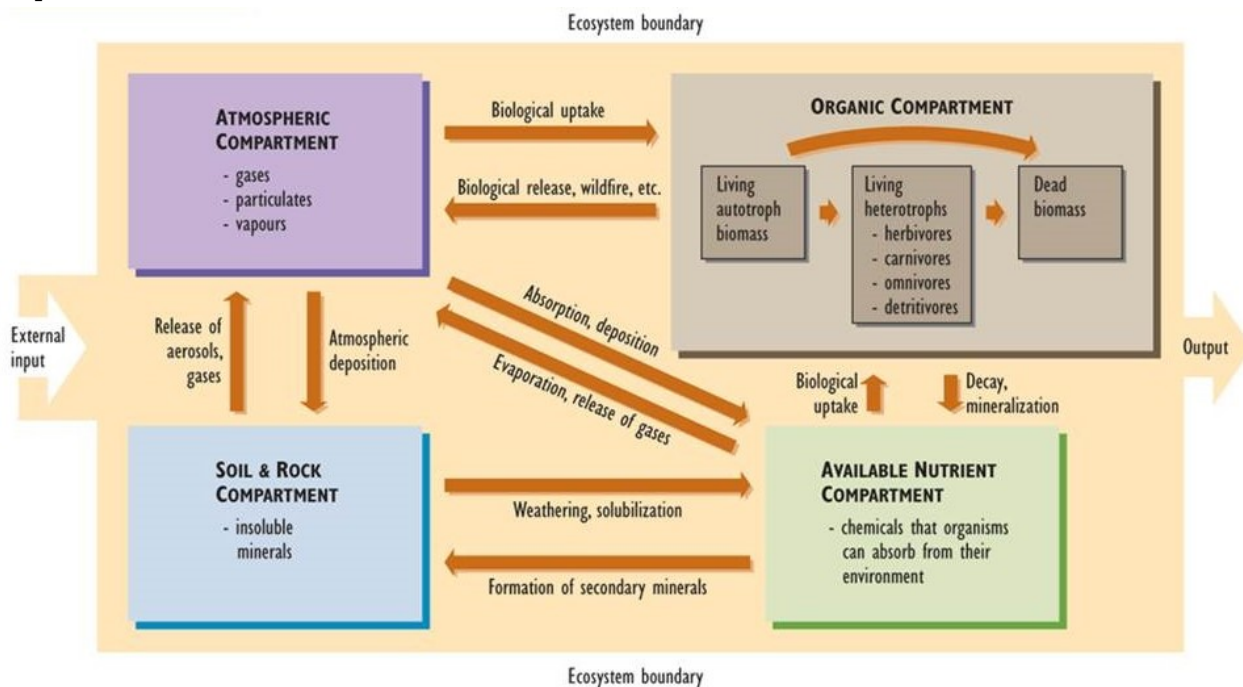 Ecosystem boundary
ATMOSPHERIC
COMPARTMENT
- gases
- particulates
- vapours
Biological uptake
Biological release, wildfire, etc.
ORGANIC COMPARTMENT
Living
autotroph
biomass
Living
heterotrophs
- herbivores
- carnivores
- omnivores
- detritivores
Dead
biomass
External
input
Release of
aerosols,
gases
Atmospheric
deposition
Absorption, deposition
Evaporation, release of gases
Biological
uptake
Decay,
mineralization
Output
SOIL & ROCK
COMPARTMENT
- insoluble
minerals
Weathering, solubilization
Formation of secondary minerals
AVAILABLE NUTRIENT
COMPARTMENT
- chemicals that organisms
can absorb from their
environment
Ecosystem boundary